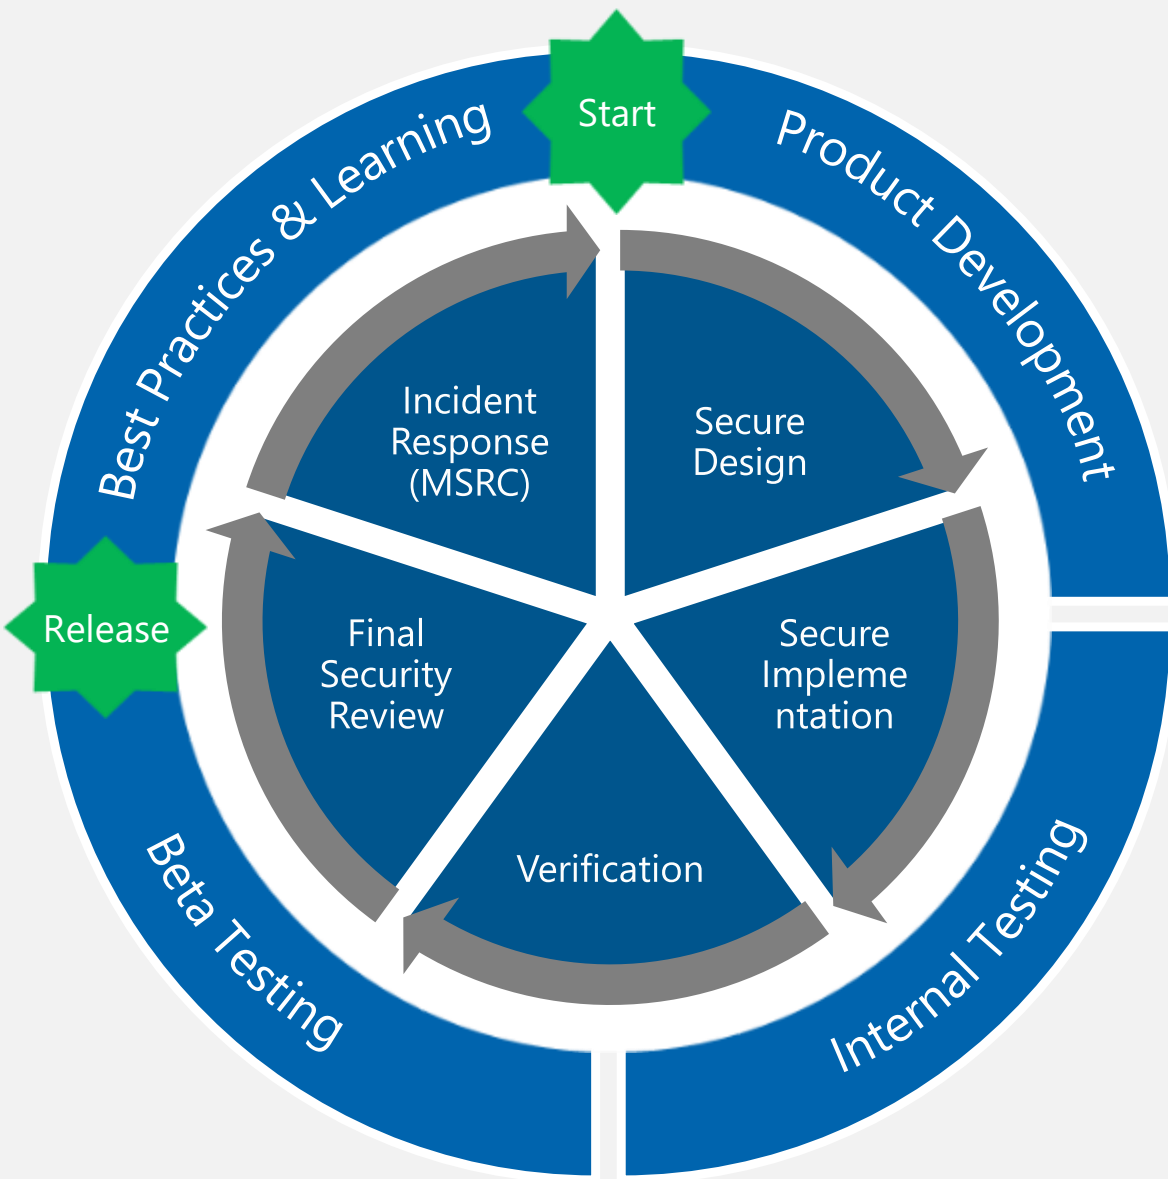 Start
Product Development
Internal Testing
Beta Testing
Release
Best Practices & Learning
Secure
Design
Secure
Impleme
ntation
Verification
Final
Security
Review
Incident
Response
(MSRC)